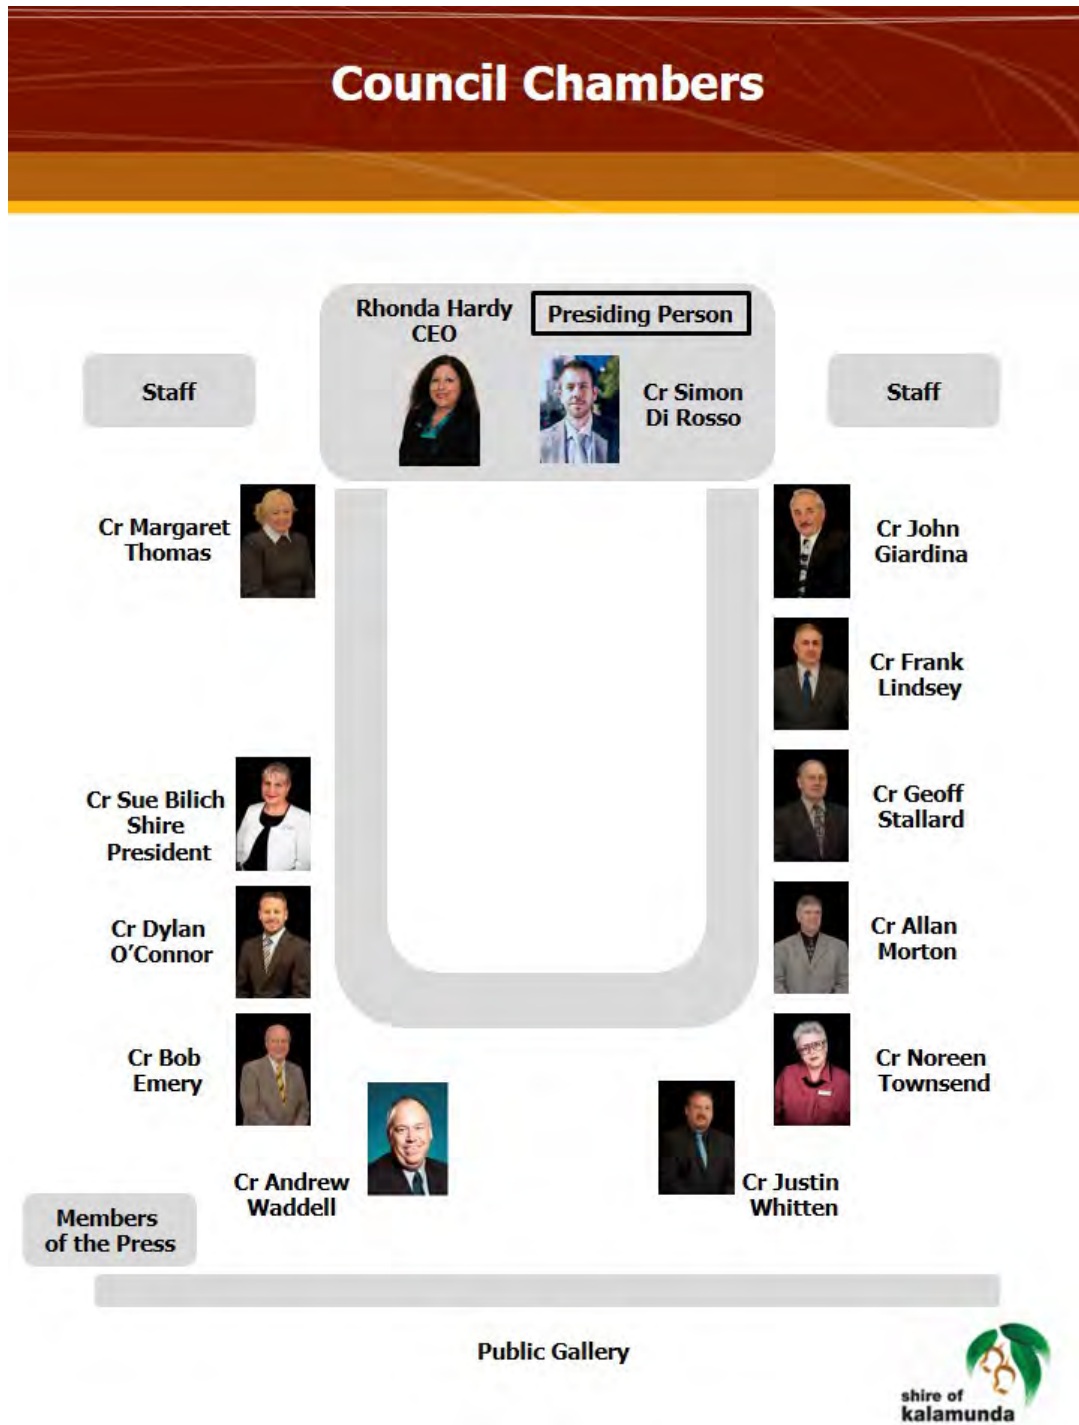 Council Chambers
Rhonda Hardy
CEO
Presiding Person
Cr Simon
Di Rosso
Staff
Staff
Cr Margaret
Thomas
Cr John
Giardina
Cr Frank
Lindsey
Cr Sue Bilich
Shire
President
Cr Geoff
Stallard
Cr Dylan
O'Connor
Cr Allan
Morton
Cr Bob
Emery
Cr Noreen
Townsend
Cr Andrew
Waddell
Cr Justin
Whitten
Members
of the Press
Public Gallery
shire of
kalamunda